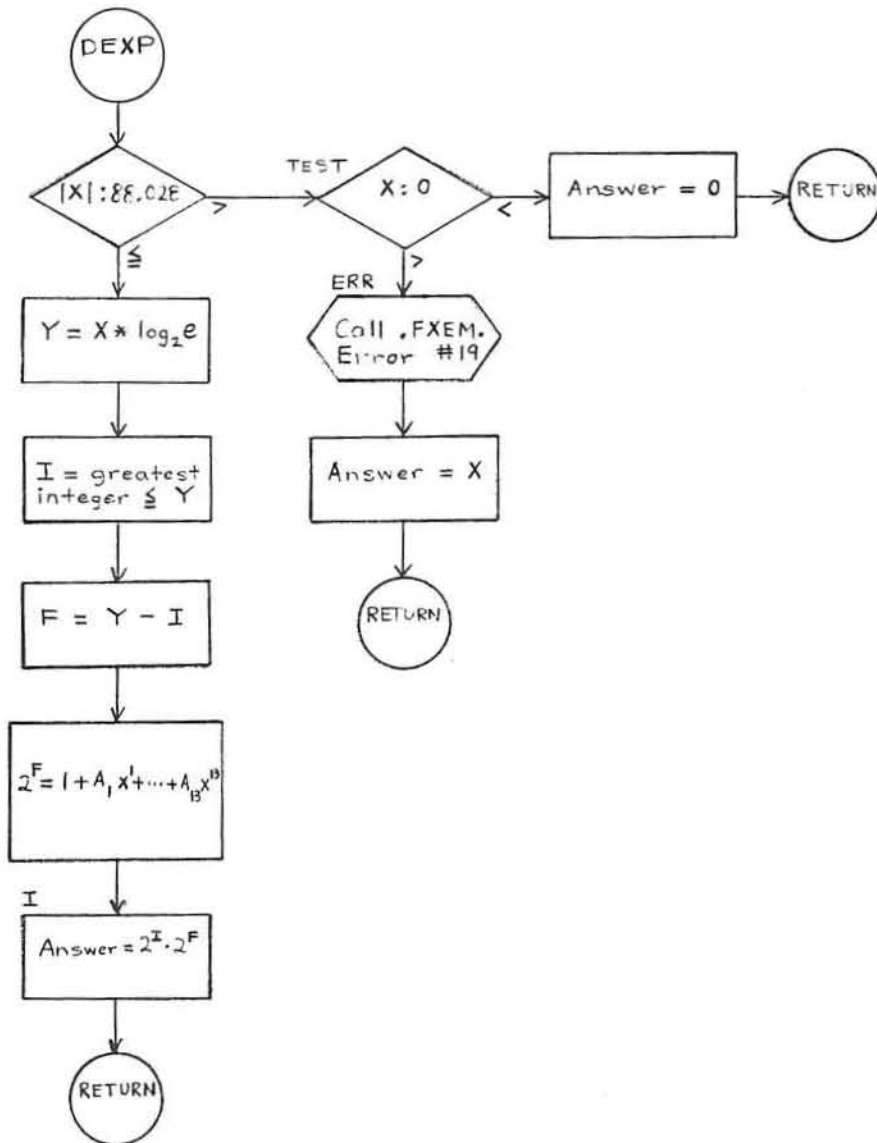 DEXP
|X|:88.028
>
≦
TEST
X:0
<
>
Answer = 0
RETURN
ERR
Call .FXEM.
Error #19
Answer = X
RETURN
Y = X * log₂e
I = greatest
integer ≦ Y
F = Y - I
2^F = 1 + A₁x¹+···+A₁₃x¹³
I
Answer = 2^I · 2^F
RETURN